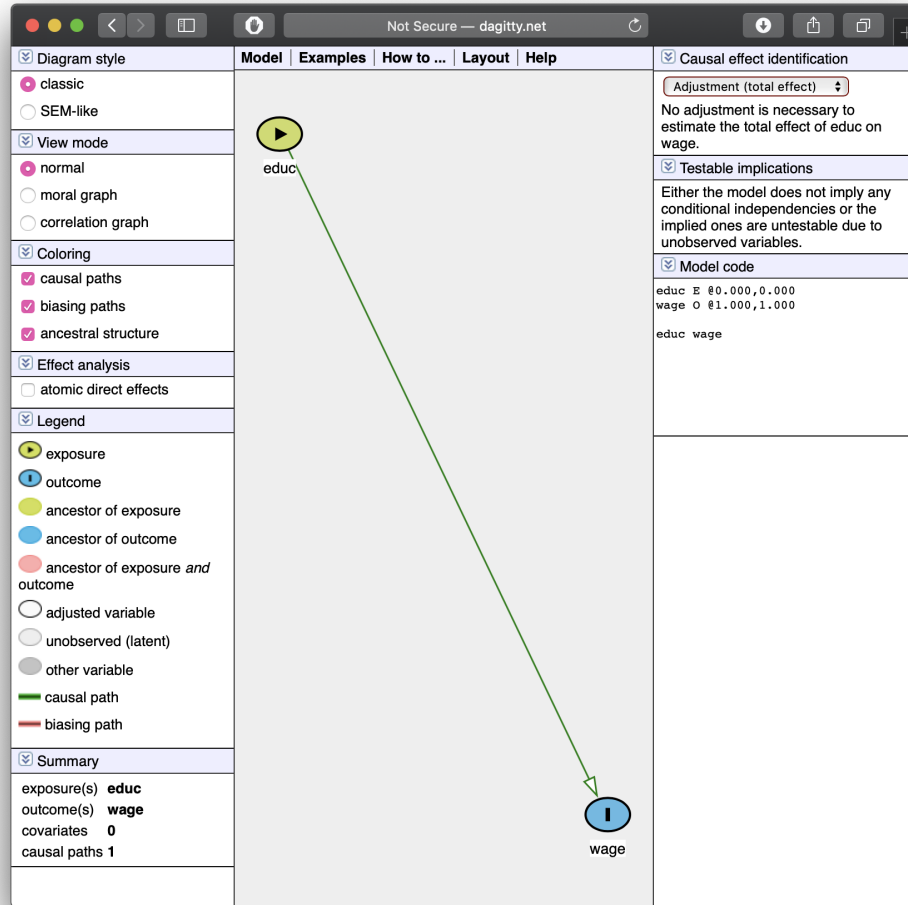 Not Secure — dagitty.net
Diagram style
classic
SEM-like
View mode
normal
moral graph
correlation graph
Coloring
causal paths
biasing paths
ancestral structure
Effect analysis
atomic direct effects
Legend
exposure
outcome
ancestor of exposure
ancestor of outcome
ancestor of exposure and
outcome
adjusted variable
unobserved (latent)
other variable
causal path
biasing path
Summary
exposure(s) educ
outcome(s) wage
covariates 0
causal paths 1
Model | Examples | How to ... | Layout | Help
educ
wage
Causal effect identification
Adjustment (total effect)
No adjustment is necessary to
estimate the total effect of educ on
wage.
Testable implications
Either the model does not imply any
conditional independencies or the
implied ones are untestable due to
unobserved variables.
Model code
educ E @0.000,0.000
wage O @1.000,1.000
educ wage